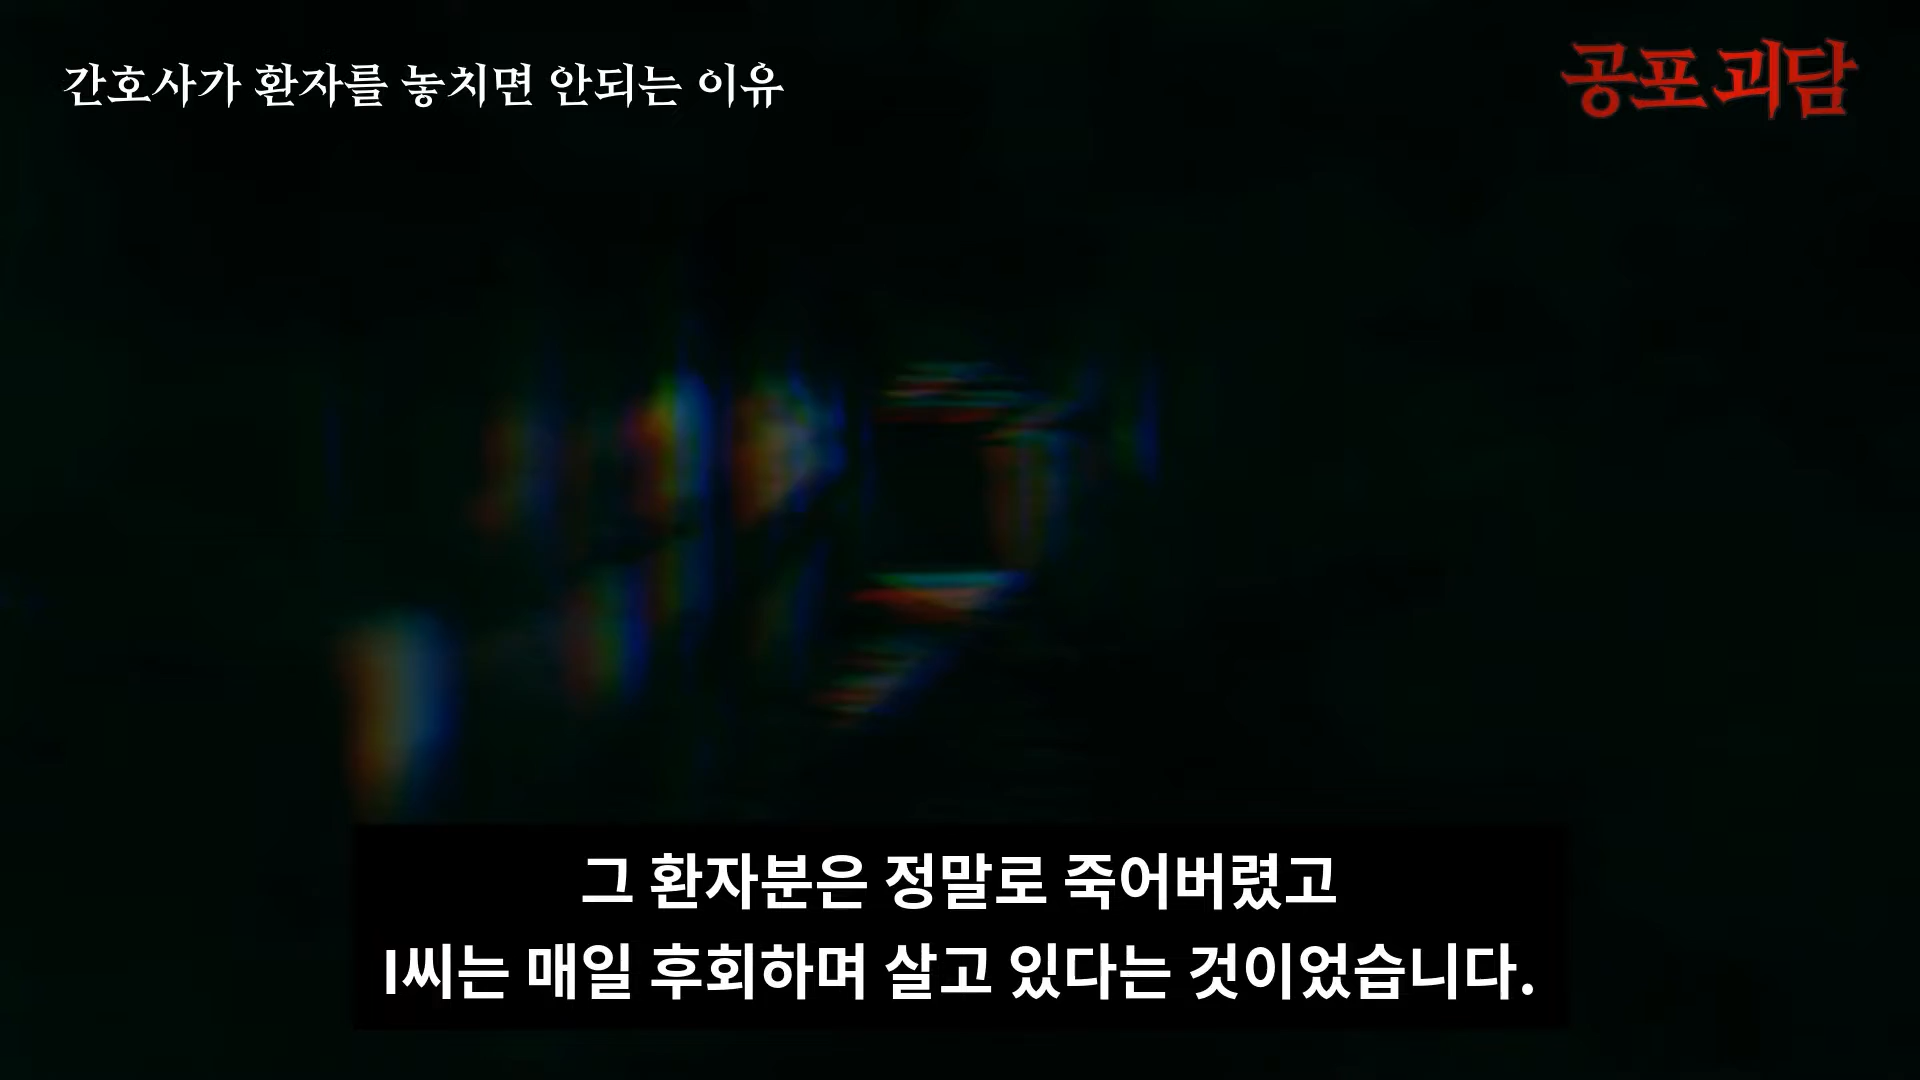 간호사가 환자를 놓치면 안되는 이유
공포 괴담
그 환자분은 정말로 죽어버렸고
I씨는 매일 후회하며 살고 있다는 것이었습니다.